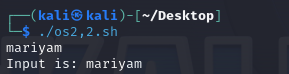 ┌──(kali㉿kali)-[~/Desktop]
└─$ ./os2,2.sh
mariyam
Input is: mariyam